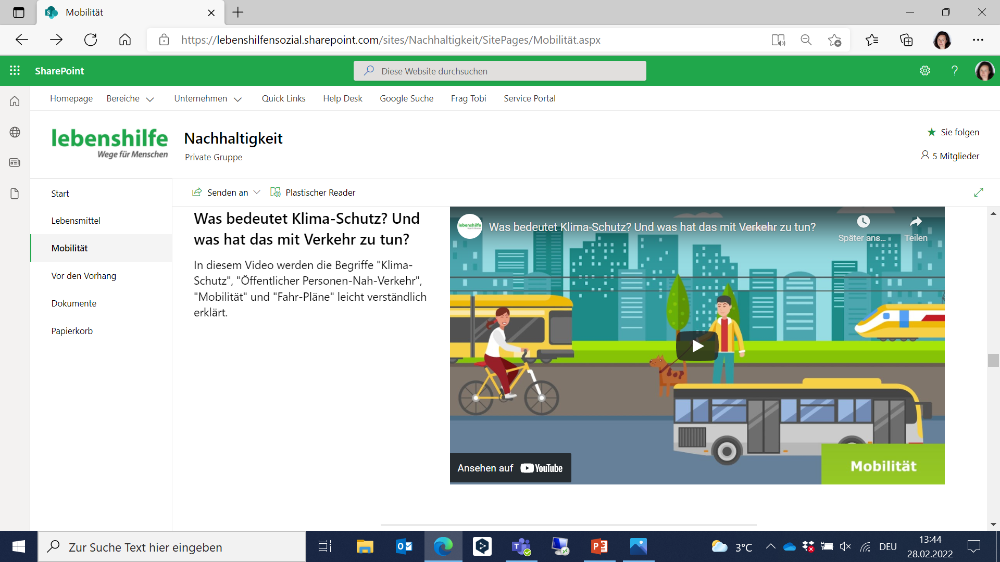 Mobilität
https://lebenshilfensozial.sharepoint.com/sites/Nachhaltigkeit/SitePages/Mobilität.aspx
SharePoint
Diese Website durchsuchen
Homepage Bereiche Unternehmen Quick Links Help Desk Google Suche Frag Tobi Service Portal
lebenshilfe
Wege für Menschen
Nachhaltigkeit
Private Gruppe
Sie folgen
5 Mitglieder
Start
Lebensmittel
Mobilität
Vor den Vorhang
Dokumente
Papierkorb
Senden an Plastischer Reader
Was bedeutet Klima-Schutz? Und
was hat das mit Verkehr zu tun?
In diesem Video werden die Begriffe "Klima-
Schutz", "Öffentlicher Personen-Nah-Verkehr",
"Mobilität" und "Fahr-Pläne" leicht verständlich
erklärt.
lebenshilfe
Was bedeutet Klima-Schutz? Und was hat das mit Verkehr zu tun?
Später ans...
Teilen
Ansehen auf YouTube
Mobilität
Zur Suche Text hier eingeben
3°C
DEU
13:44
28.02.2022